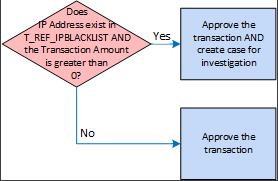 Does
IP Address exist in
T_REF_IPBLACKLIST AND
the Transaction Amount
is greater than
0?
Yes
Approve the
transaction AND
create case for
investigation
No
Approve the
transaction